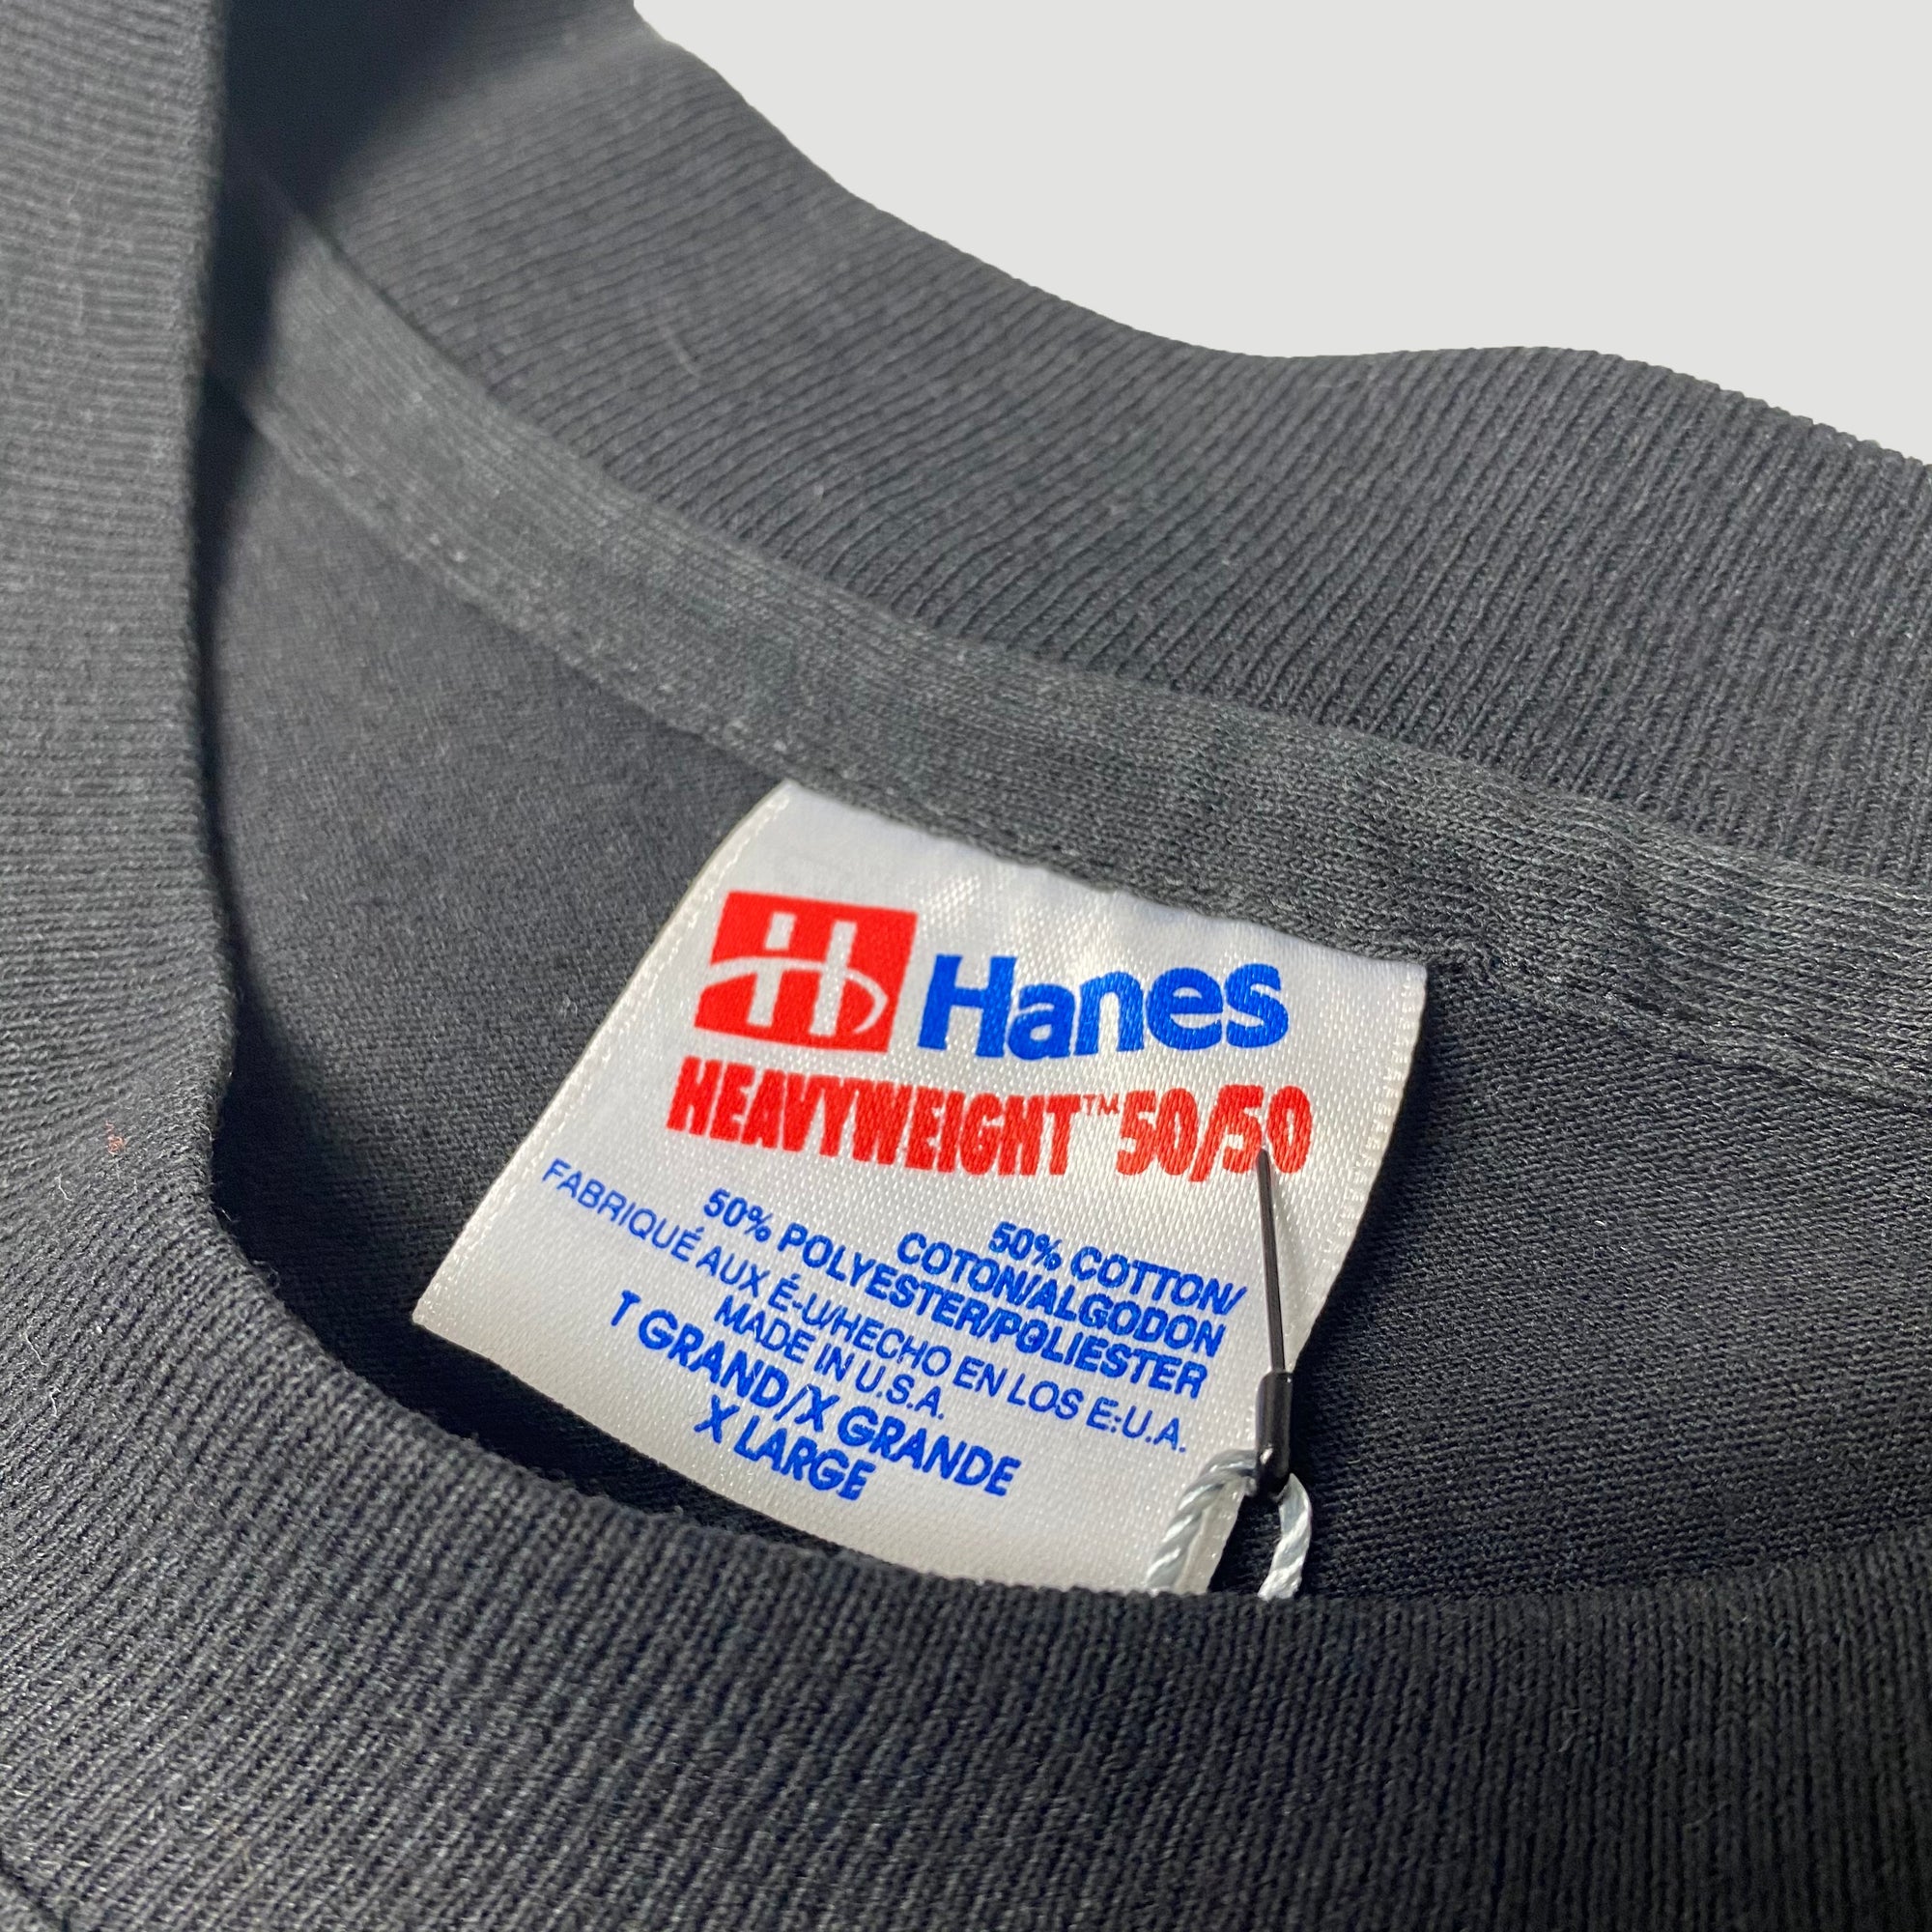 H Hanes
HEAVYWEIGHT™ 50/50
50% COTTON/
COTON/ALGODON
50% POLYESTER/POLIESTER
FABRIQUÉ AUX É-U/HECHO EN LOS E.U.A.
MADE IN U.S.A.
T GRAND/X GRANDE
X LARGE